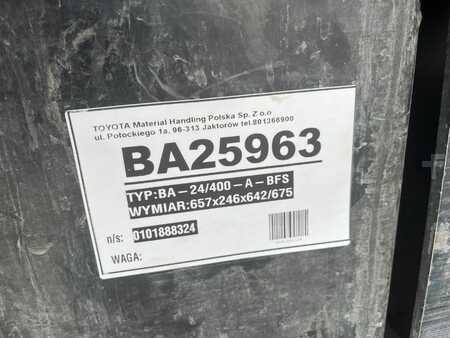 TOYOTA Material Handling Polska Sp. Z o.o
ul. Potockiego 1a, 96-313 Jaktorów tel.801366900
BA25963
TYP:BA-24/400-A-BFS
WYMIAR:657x246x642/675
n/s: 0101888324
WAGA: